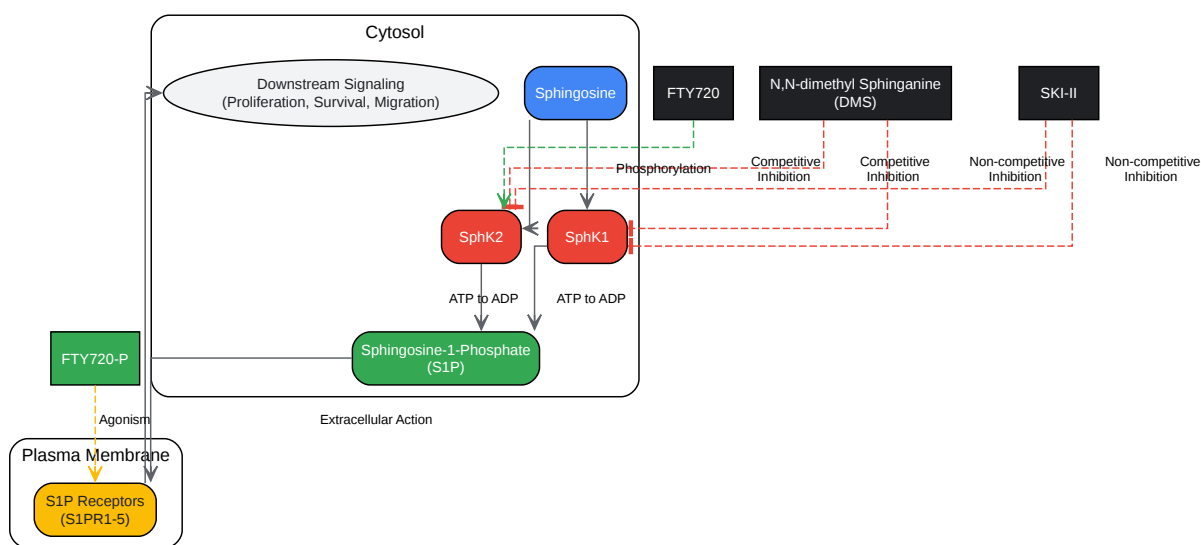 Cytosol
Downstream Signaling
(Proliferation, Survival, Migration)
Sphingosine
FTY720
N,N-dimethyl Sphinganine
(DMS)
SKI-II
Phosphorylation
Competitive
Inhibition
Competitive
Inhibition
Non-competitive
Inhibition
Non-competitive
Inhibition
SphK2
SphK1
ATP to ADP
ATP to ADP
FTY720-P
Sphingosine-1-Phosphate
(S1P)
Agonism
Extracellular Action
Plasma Membrane
S1P Receptors
(S1PR1-5)